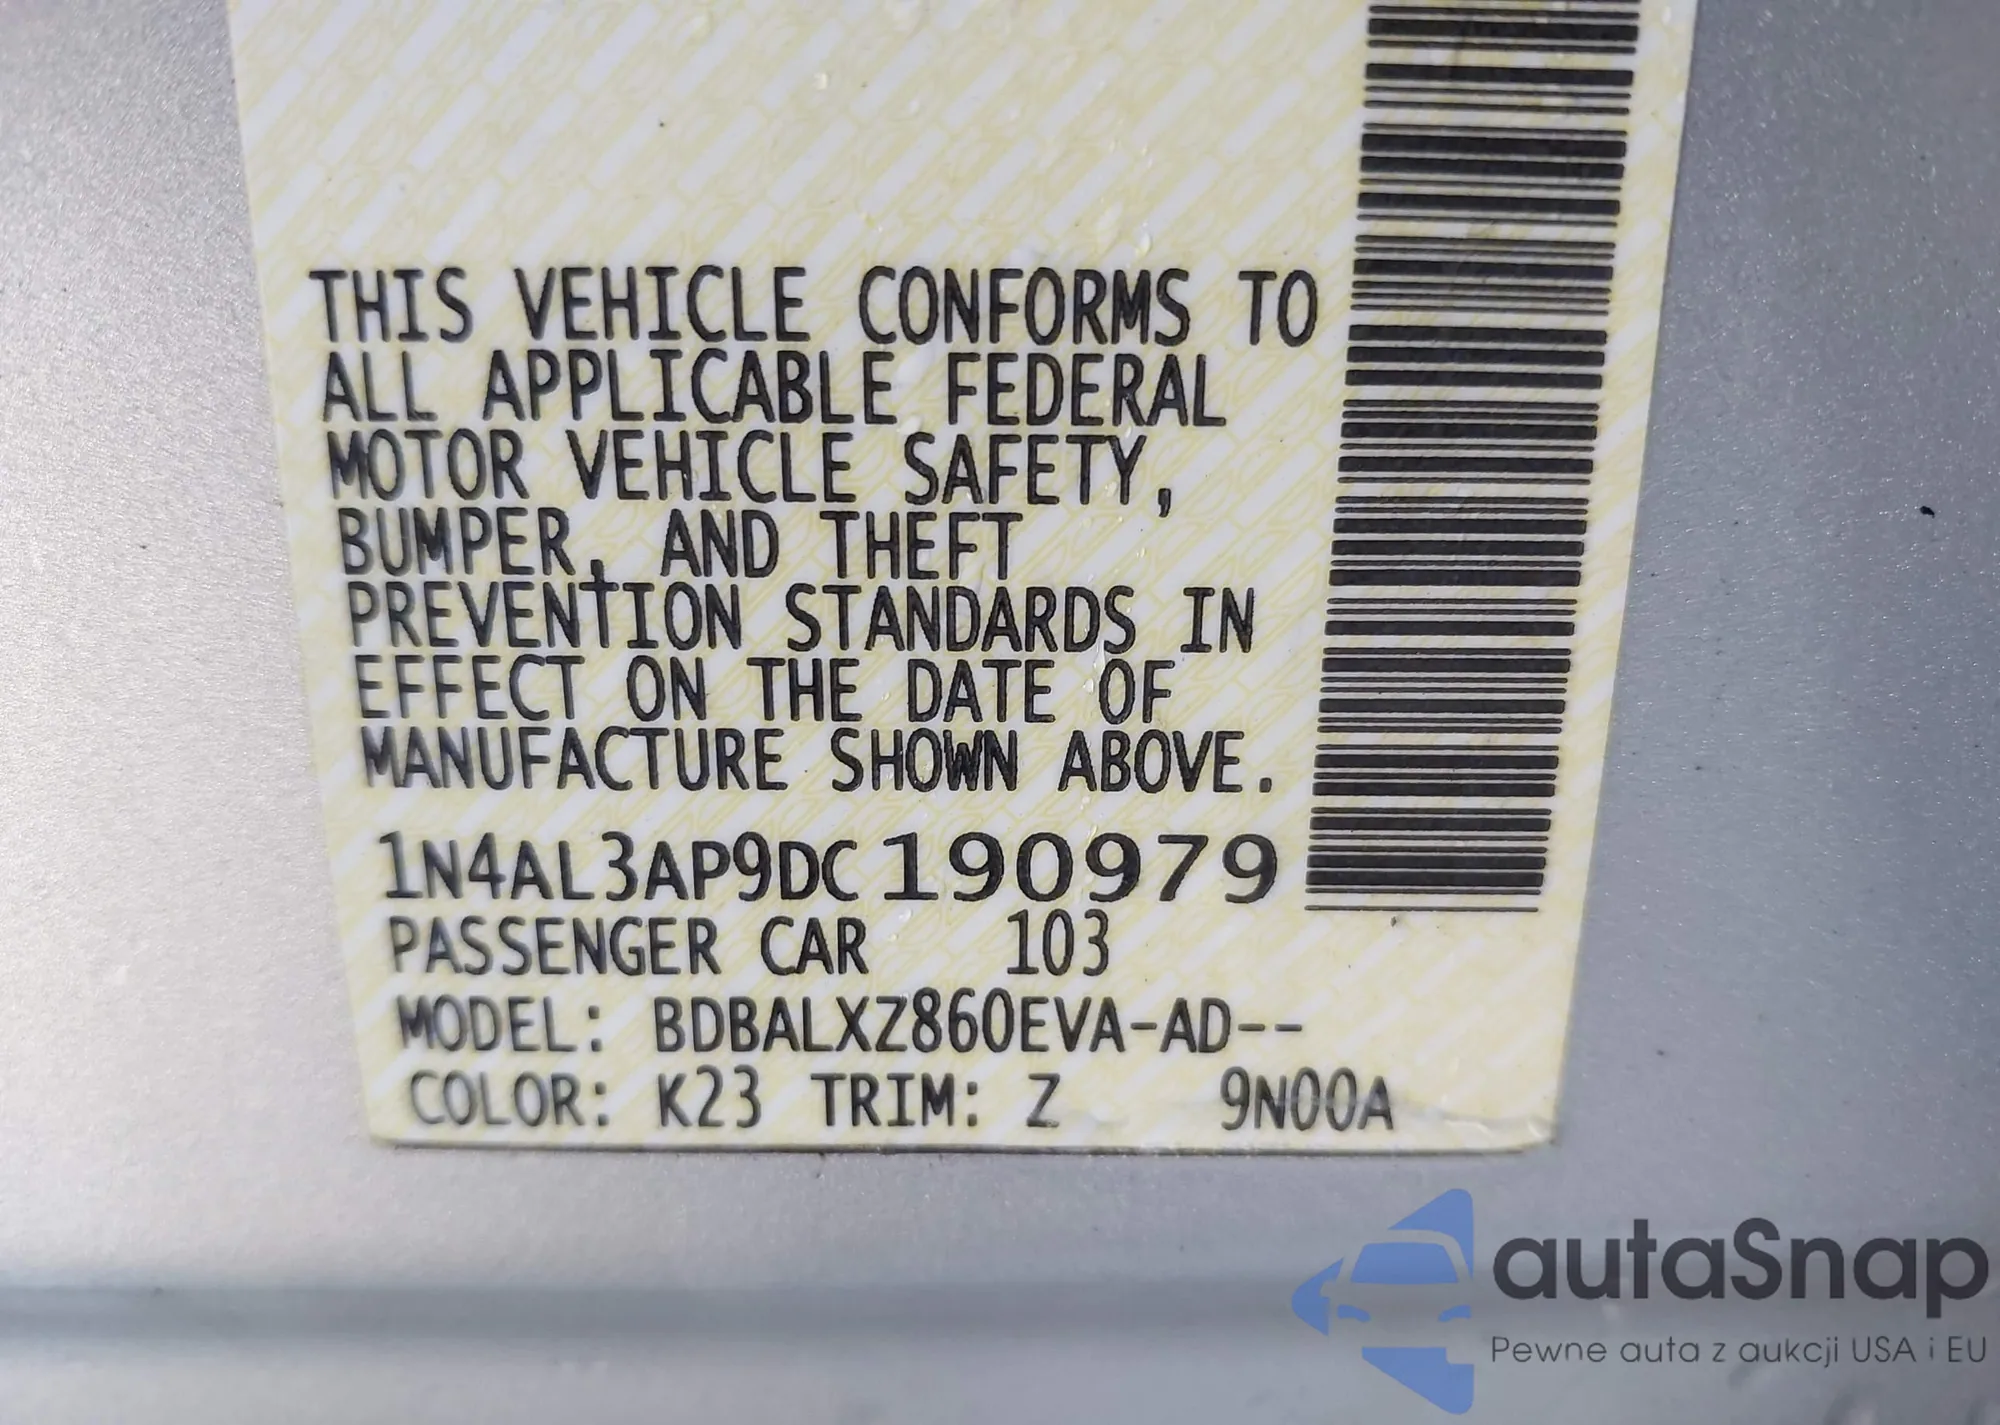 THIS VEHICLE CONFORMS TO
ALL APPLICABLE FEDERAL
MOTOR VEHICLE SAFETY,
BUMPER, AND THEFT
PREVENTION STANDARDS IN
EFFECT ON THE DATE OF
MANUFACTURE SHOWN ABOVE.
1N4AL3AP9DC190979
PASSENGER CAR 103
MODEL: BDBALXZ860EVA-AD--
COLOR: K23 TRIM: Z 9N00A
autaSnap
Pewne auta z aukcji USA i EU